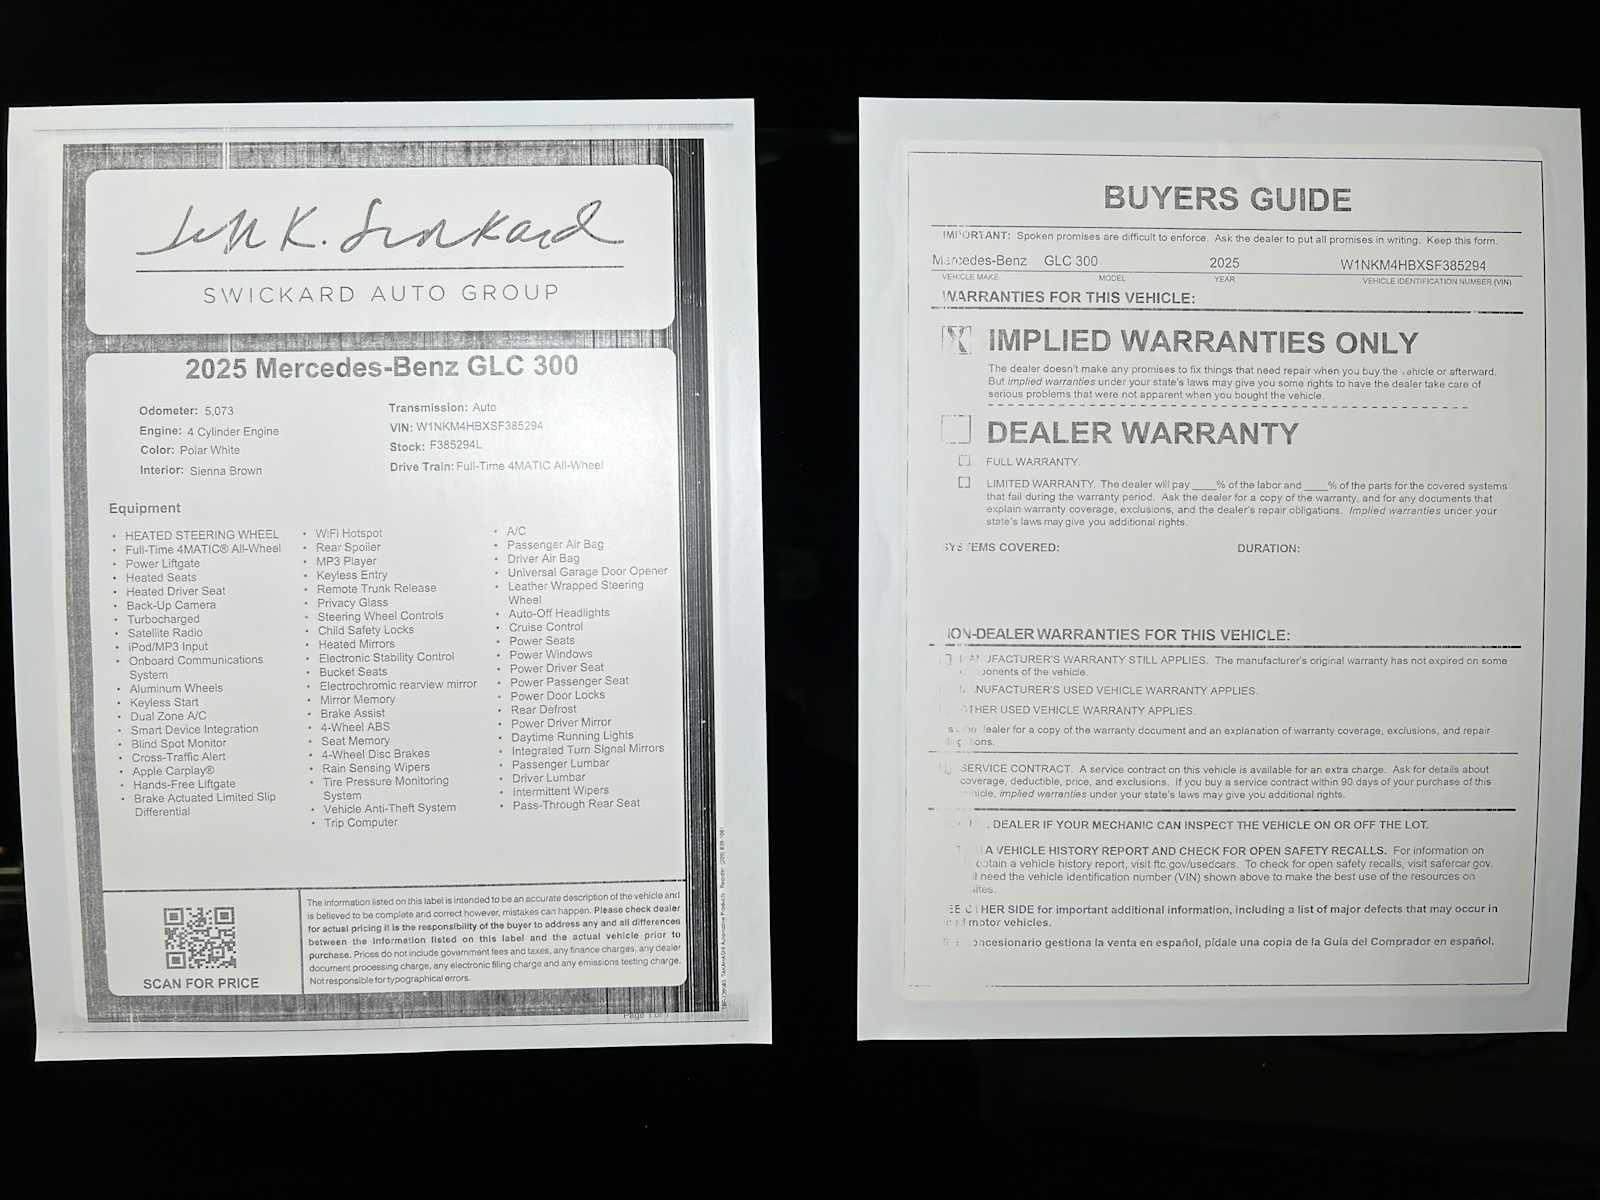 Jeff K. Swickard
SWICKARD AUTO GROUP
2025 Mercedes-Benz GLC 300
Odometer: 5,073
Engine: 4 Cylinder Engine
Color: Polar White
Interior: Sienna Brown
Transmission: Auto
VIN: W1NKM4HBXSF385294
Stock: F385294L
Drive Train: Full-Time 4MATIC All-Wheel
Equipment
• HEATED STEERING WHEEL
• Full-Time 4MATIC® All-Wheel
• Power Liftgate
• Heated Seats
• Heated Driver Seat
• Back-Up Camera
• Turbocharged
• Satellite Radio
• iPod/MP3 Input
• Onboard Communications
System
• Aluminum Wheels
• Keyless Start
• Dual Zone A/C
• Smart Device Integration
• Blind Spot Monitor
• Cross-Traffic Alert
• Apple Carplay®
• Hands-Free Liftgate
• Brake Actuated Limited Slip
Differential
• WiFi Hotspot
• Rear Spoiler
• MP3 Player
• Keyless Entry
• Remote Trunk Release
• Privacy Glass
• Steering Wheel Controls
• Child Safety Locks
• Heated Mirrors
• Electronic Stability Control
• Bucket Seats
• Electrochromic rearview mirror
• Mirror Memory
• Brake Assist
• 4-Wheel ABS
• Seat Memory
• 4-Wheel Disc Brakes
• Rain Sensing Wipers
• Tire Pressure Monitoring
System
• Vehicle Anti-Theft System
• Trip Computer
• A/C
• Passenger Air Bag
• Driver Air Bag
• Universal Garage Door Opener
• Leather Wrapped Steering
Wheel
• Auto-Off Headlights
• Cruise Control
• Power Seats
• Power Windows
• Power Driver Seat
• Power Passenger Seat
• Power Door Locks
• Rear Defrost
• Power Driver Mirror
• Daytime Running Lights
• Integrated Turn Signal Mirrors
• Passenger Lumbar
• Driver Lumbar
• Intermittent Wipers
• Pass-Through Rear Seat
SCAN FOR PRICE
The information listed on this label is intended to be an accurate description of the vehicle and
is believed to be complete and correct however, mistakes can happen. Please check dealer
for actual pricing it is the responsibility of the buyer to address any and all differences
between the information listed on this label and the actual vehicle prior to
purchase. Prices do not include government fees and taxes, any finance charges, any dealer
document processing charge, any electronic filing charge and any emissions testing charge.
Not responsible for typographical errors.
Page 1 of
BUYERS GUIDE
IMPORTANT: Spoken promises are difficult to enforce. Ask the dealer to put all promises in writing. Keep this form.
Mercedes-Benz GLC 300 2025 W1NKM4HBXSF385294
VEHICLE MAKE MODEL YEAR VEHICLE IDENTIFICATION NUMBER (VIN)
WARRANTIES FOR THIS VEHICLE:
X IMPLIED WARRANTIES ONLY
The dealer doesn't make any promises to fix things that need repair when you buy the vehicle or afterward.
But implied warranties under your state's laws may give you some rights to have the dealer take care of
serious problems that were not apparent when you bought the vehicle.
DEALER WARRANTY
FULL WARRANTY.
LIMITED WARRANTY. The dealer will pay ____% of the labor and ____% of the parts for the covered systems
that fail during the warranty period. Ask the dealer for a copy of the warranty, and for any documents that
explain warranty coverage, exclusions, and the dealer's repair obligations. Implied warranties under your
state's laws may give you additional rights.
SYSTEMS COVERED: DURATION:
NON-DEALER WARRANTIES FOR THIS VEHICLE:
MANUFACTURER'S WARRANTY STILL APPLIES. The manufacturer's original warranty has not expired on some
components of the vehicle.
MANUFACTURER'S USED VEHICLE WARRANTY APPLIES.
OTHER USED VEHICLE WARRANTY APPLIES.
dealer for a copy of the warranty document and an explanation of warranty coverage, exclusions, and repair
obligations.
SERVICE CONTRACT. A service contract on this vehicle is available for an extra charge. Ask for details about
coverage, deductible, price, and exclusions. If you buy a service contract within 90 days of your purchase of this
vehicle, implied warranties under your state's laws may give you additional rights.
DEALER IF YOUR MECHANIC CAN INSPECT THE VEHICLE ON OR OFF THE LOT.
A VEHICLE HISTORY REPORT AND CHECK FOR OPEN SAFETY RECALLS. For information on
obtain a vehicle history report, visit ftc.gov/usedcars. To check for open safety recalls, visit safercar.gov.
need the vehicle identification number (VIN) shown above to make the best use of the resources on
sites.
SEE OTHER SIDE for important additional information, including a list of major defects that may occur in
motor vehicles.
concesionario gestiona la venta en español, pídale una copia de la Guía del Comprador en español.